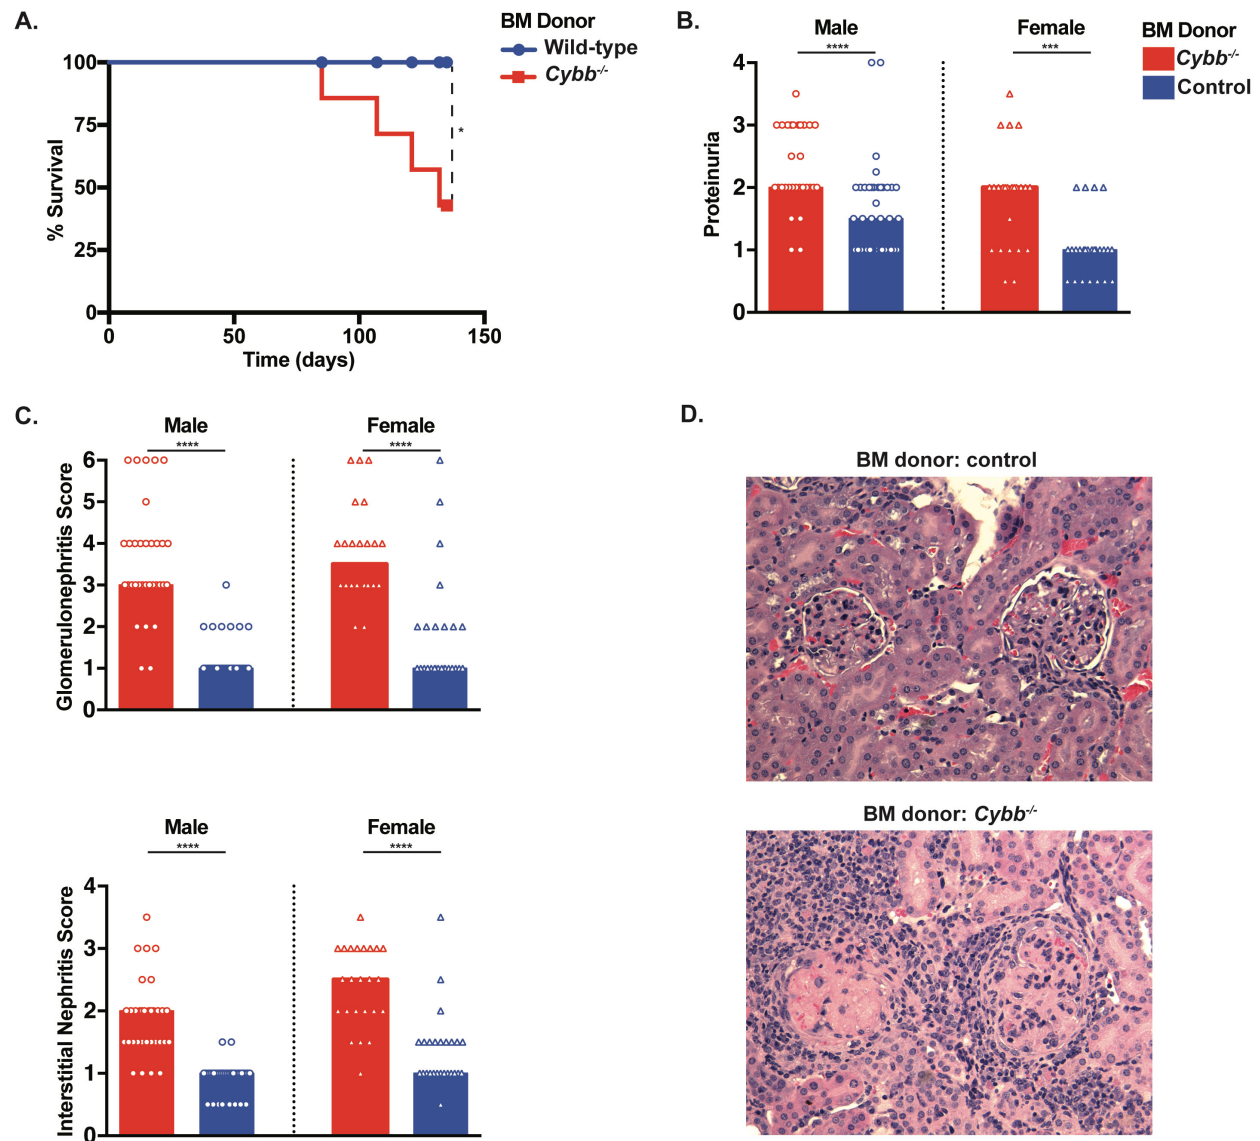 A.
BM Donor
Wild-type
Cybb-/-
% Survival
100
75
50
25
0
*
0 50 100 150
Time (days)
B.
Male Female
**** ***
BM Donor
Cybb-/-
Control
Proteinuria
4
3
2
1
0
C.
Male Female
**** ****
Glomerulonephritis Score
6
5
4
3
2
1
0
Male Female
**** ****
Interstitial Nephritis Score
4
3
2
1
0
D.
BM donor: control
BM donor: Cybb-/-